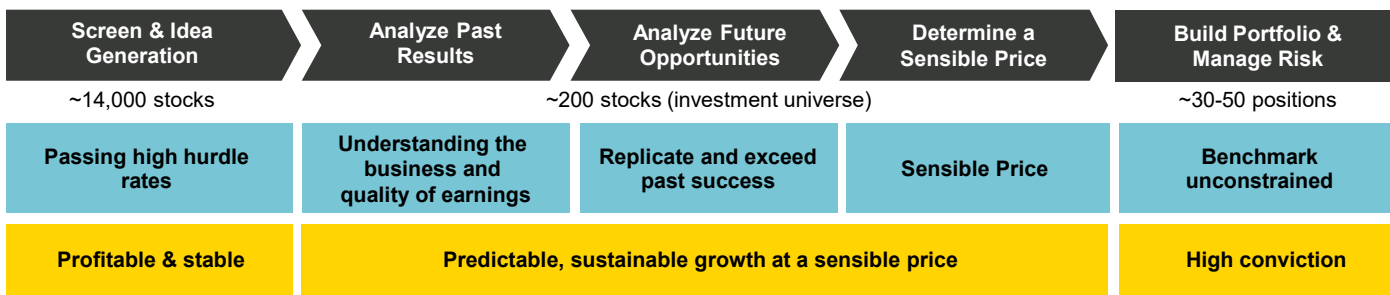 Screen & Idea
Generation
Analyze Past
Results
Analyze Future
Opportunities
Determine a
Sensible Price
Build Portfolio &
Manage Risk
~14,000 stocks
~200 stocks (investment universe)
~30-50 positions
Passing high hurdle
rates
Understanding the
business and
quality of earnings
Replicate and exceed
past success
Sensible Price
Benchmark
unconstrained
Profitable & stable
Predictable, sustainable growth at a sensible price
High conviction